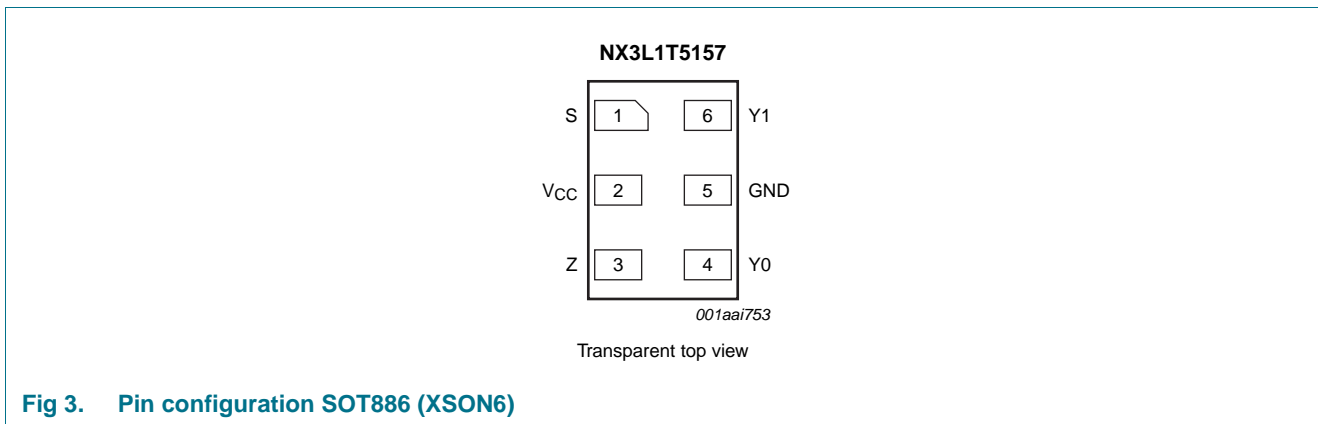 NX3L1T5157
S 1 6 Y1
VCC 2 5 GND
Z 3 4 Y0
001aai753
Transparent top view
Fig 3. Pin configuration SOT886 (XSON6)